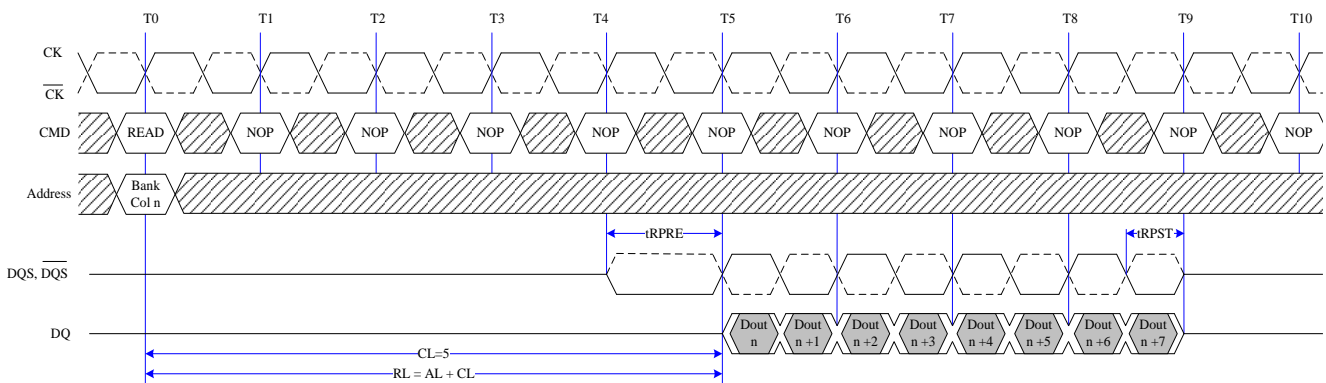 T0 T1 T2 T3 T4 T5 T6 T7 T8 T9 T10
CK
CK
CMD READ NOP NOP NOP NOP NOP NOP NOP NOP NOP NOP
Address Bank
Col n
tRPRE tRPST
DQS, DQS
DQ Dout Dout Dout Dout Dout Dout Dout Dout
n n +1 n +2 n +3 n +4 n +5 n +6 n +7
CL=5
RL = AL + CL